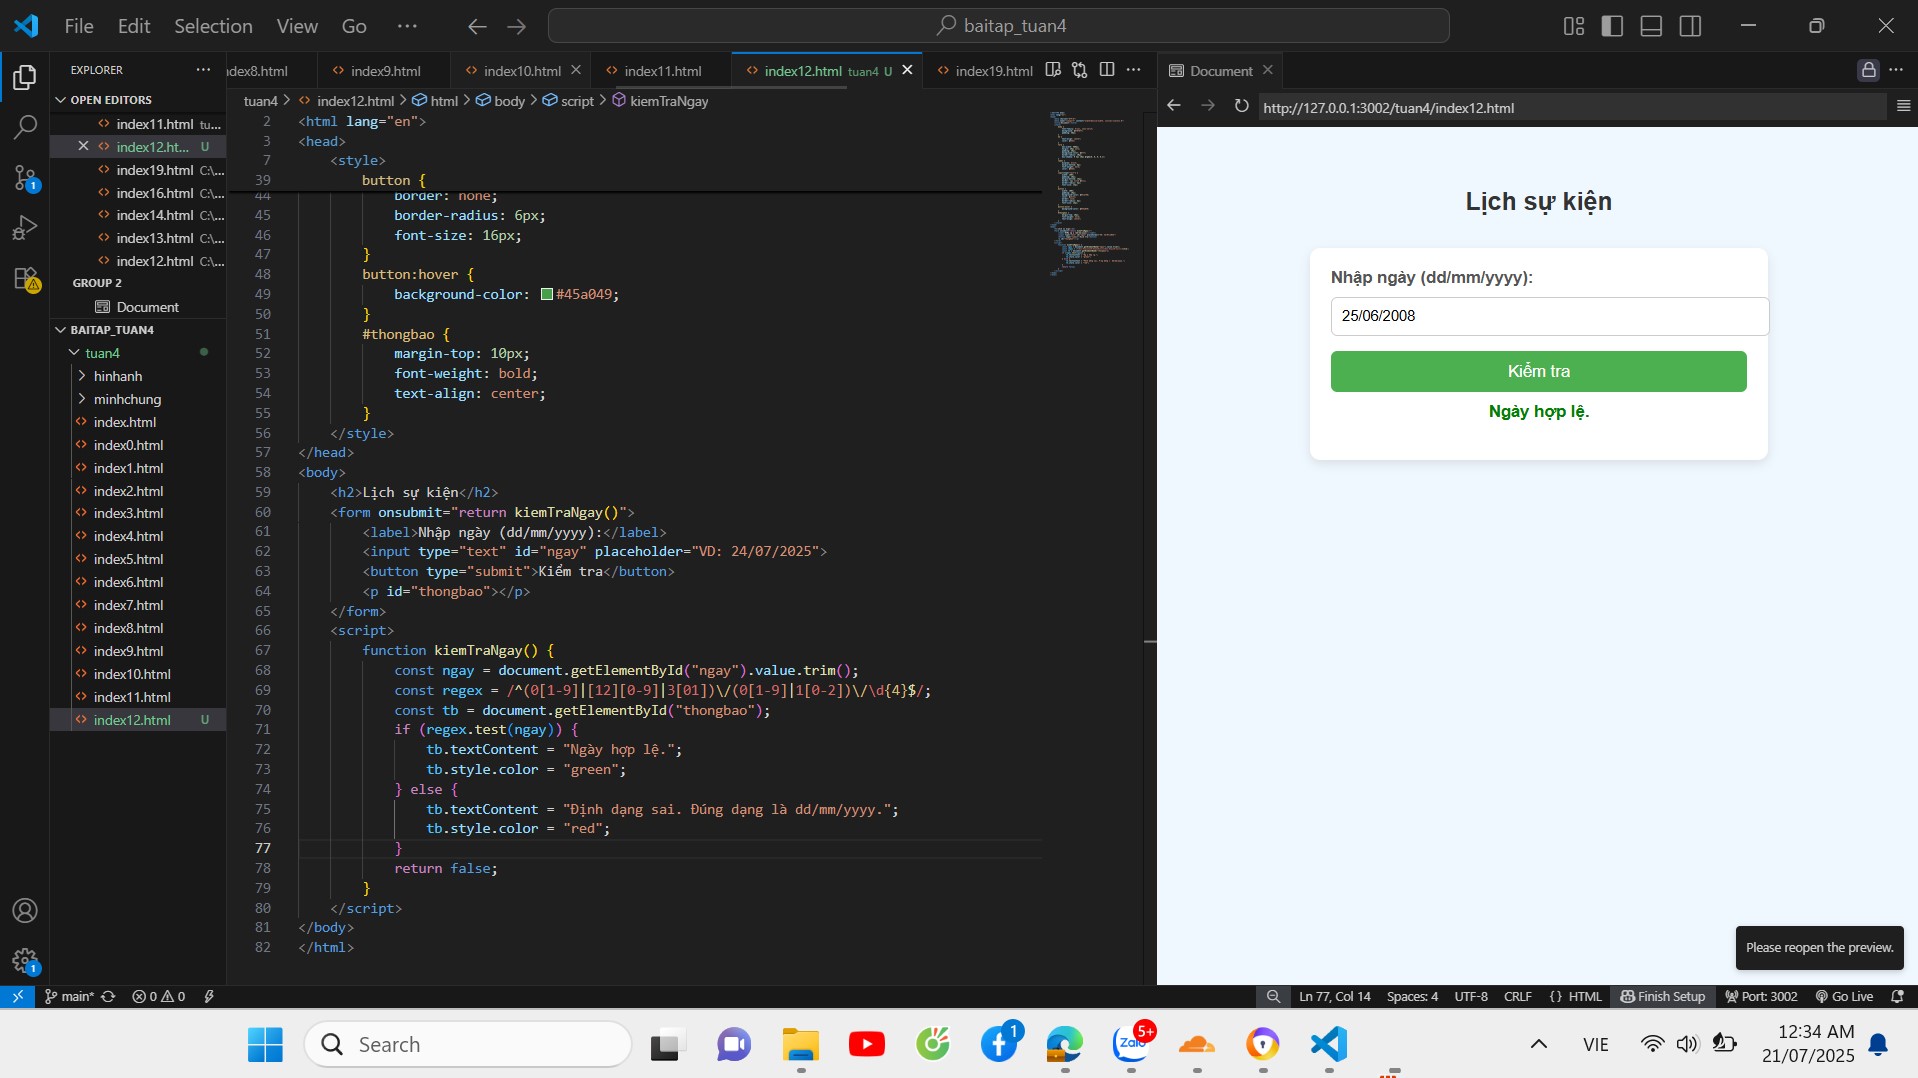 File Edit Selection View Go ··· baitap_tuan4
EXPLORER
OPEN EDITORS
index11.html tu...
index12.ht... U
index19.html C:\...
index16.html C:\...
index14.html C:\...
index13.html C:\...
index12.html C:\...
GROUP 2
Document
BAITAP_TUAN4
tuan4
hinhanh
minhchung
index.html
index0.html
index1.html
index2.html
index3.html
index4.html
index5.html
index6.html
index7.html
index8.html
index9.html
index10.html
index11.html
index12.html U
dex8.html index9.html index10.html index11.html index12.html tuan4 U index19.html
tuan4 > index12.html > html > body > script > kiemTraNgay
2 <html lang="en">
3 <head>
7 <style>
39 button {
44 border: none;
45 border-radius: 6px;
46 font-size: 16px;
47 }
48 button:hover {
49 background-color: #45a049;
50 }
51 #thongbao {
52 margin-top: 10px;
53 font-weight: bold;
54 text-align: center;
55 }
56 </style>
57 </head>
58 <body>
59 <h2>Lịch sự kiện</h2>
60 <form onsubmit="return kiemTraNgay()">
61 <label>Nhập ngày (dd/mm/yyyy):</label>
62 <input type="text" id="ngay" placeholder="VD: 24/07/2025">
63 <button type="submit">Kiểm tra</button>
64 <p id="thongbao"></p>
65 </form>
66 <script>
67 function kiemTraNgay() {
68 const ngay = document.getElementById("ngay").value.trim();
69 const regex = /^(0[1-9]|[12][0-9]|3[01])\/(0[1-9]|1[0-2])\/\d{4}$/;
70 const tb = document.getElementById("thongbao");
71 if (regex.test(ngay)) {
72 tb.textContent = "Ngày hợp lệ.";
73 tb.style.color = "green";
74 } else {
75 tb.textContent = "Định dạng sai. Đúng dạng là dd/mm/yyyy.";
76 tb.style.color = "red";
77 }
78 return false;
79 }
80 </script>
81 </body>
82 </html>
Document
http://127.0.0.1:3002/tuan4/index12.html
Lịch sự kiện
Nhập ngày (dd/mm/yyyy):
25/06/2008
Kiểm tra
Ngày hợp lệ.
Please reopen the preview.
1
1
main* 0 0 Ln 77, Col 14 Spaces: 4 UTF-8 CRLF {} HTML Finish Setup Port: 3002 Go Live
Search 1 Zalo 5+ VIE 12:34 AM
21/07/2025